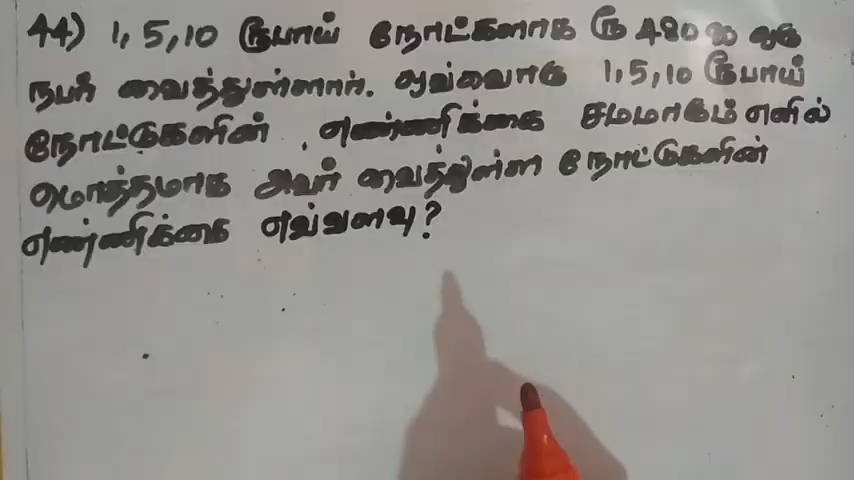 44) 1, 5, 10 ரூபாய் நோட்களாக ரூ 480 ஐ ஒரு
நபர் வைத்துள்ளார். ஒவ்வொரு 1, 5, 10 ரூபாய்
நோட்டுகளின் எண்ணிக்கை சமமாகும் எனில்
மொத்தமாக அவர் வைத்துள்ள நோட்டுகளின்
எண்ணிக்கை எவ்வளவு?